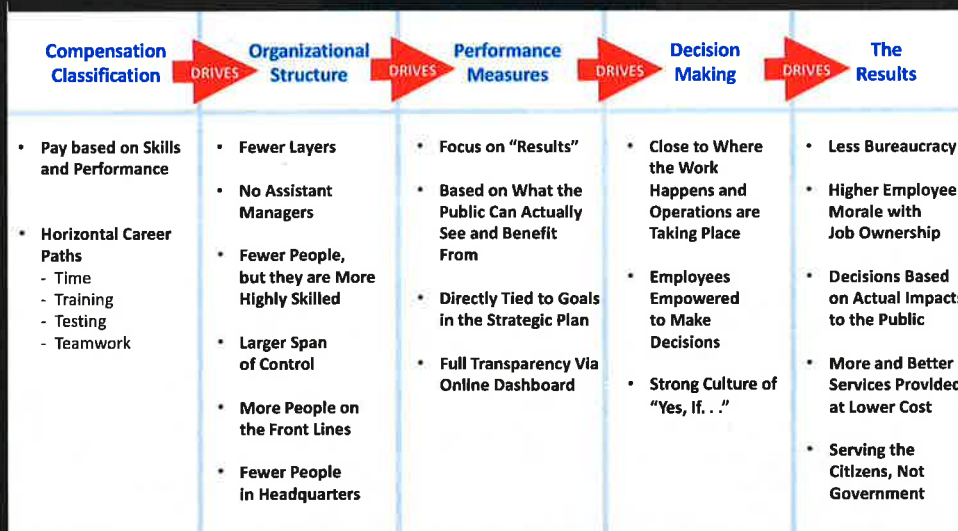 Compensation
Classification
DRIVES
Organizational
Structure
DRIVES
Performance
Measures
DRIVES
Decision
Making
DRIVES
The
Results
• Pay based on Skills
and Performance
• Horizontal Career
Paths
- Time
- Training
- Testing
- Teamwork
• Fewer Layers
• No Assistant
Managers
• Fewer People,
but they are More
Highly Skilled
• Larger Span
of Control
• More People on
the Front Lines
• Fewer People
in Headquarters
• Focus on "Results"
• Based on What the
Public Can Actually
See and Benefit
From
• Directly Tied to Goals
in the Strategic Plan
• Full Transparency Via
Online Dashboard
• Close to Where
the Work
Happens and
Operations are
Taking Place
• Employees
Empowered
to Make
Decisions
• Strong Culture of
"Yes, If. . ."
• Less Bureaucracy
• Higher Employee
Morale with
Job Ownership
• Decisions Based
on Actual Impacts
to the Public
• More and Better
Services Provided
at Lower Cost
• Serving the
Citizens, Not
Government